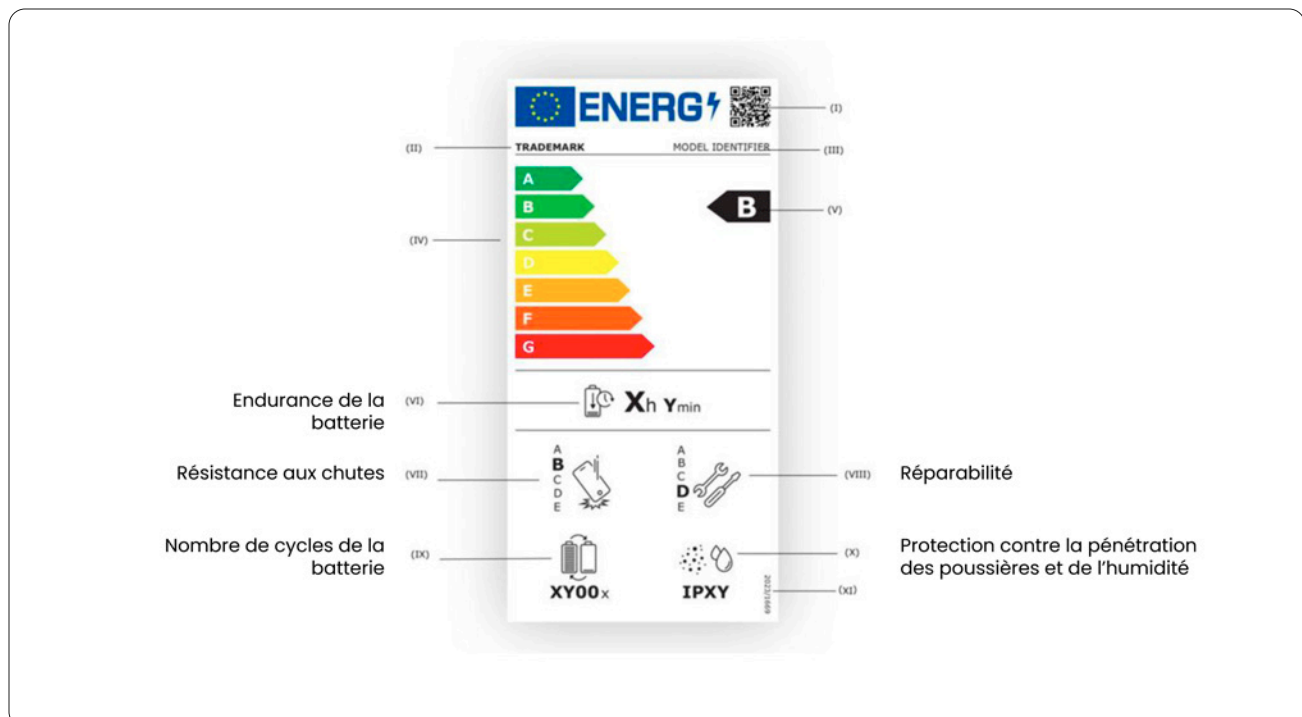 ENERG
(I)
(II)
TRADEMARK
MODEL IDENTIFIER
(III)
A
B
B
(V)
(IV)
C
D
E
F
G
Endurance de la
batterie
(VI)
Xh Ymin
Résistance aux chutes
(VII)
A
B
C
D
E
A
B
C
D
E
(VIII)
Réparabilité
Nombre de cycles de la
batterie
(IX)
XY00x
IPXY
(X)
Protection contre la pénétration
des poussières et de l'humidité
2023/1669
(XI)